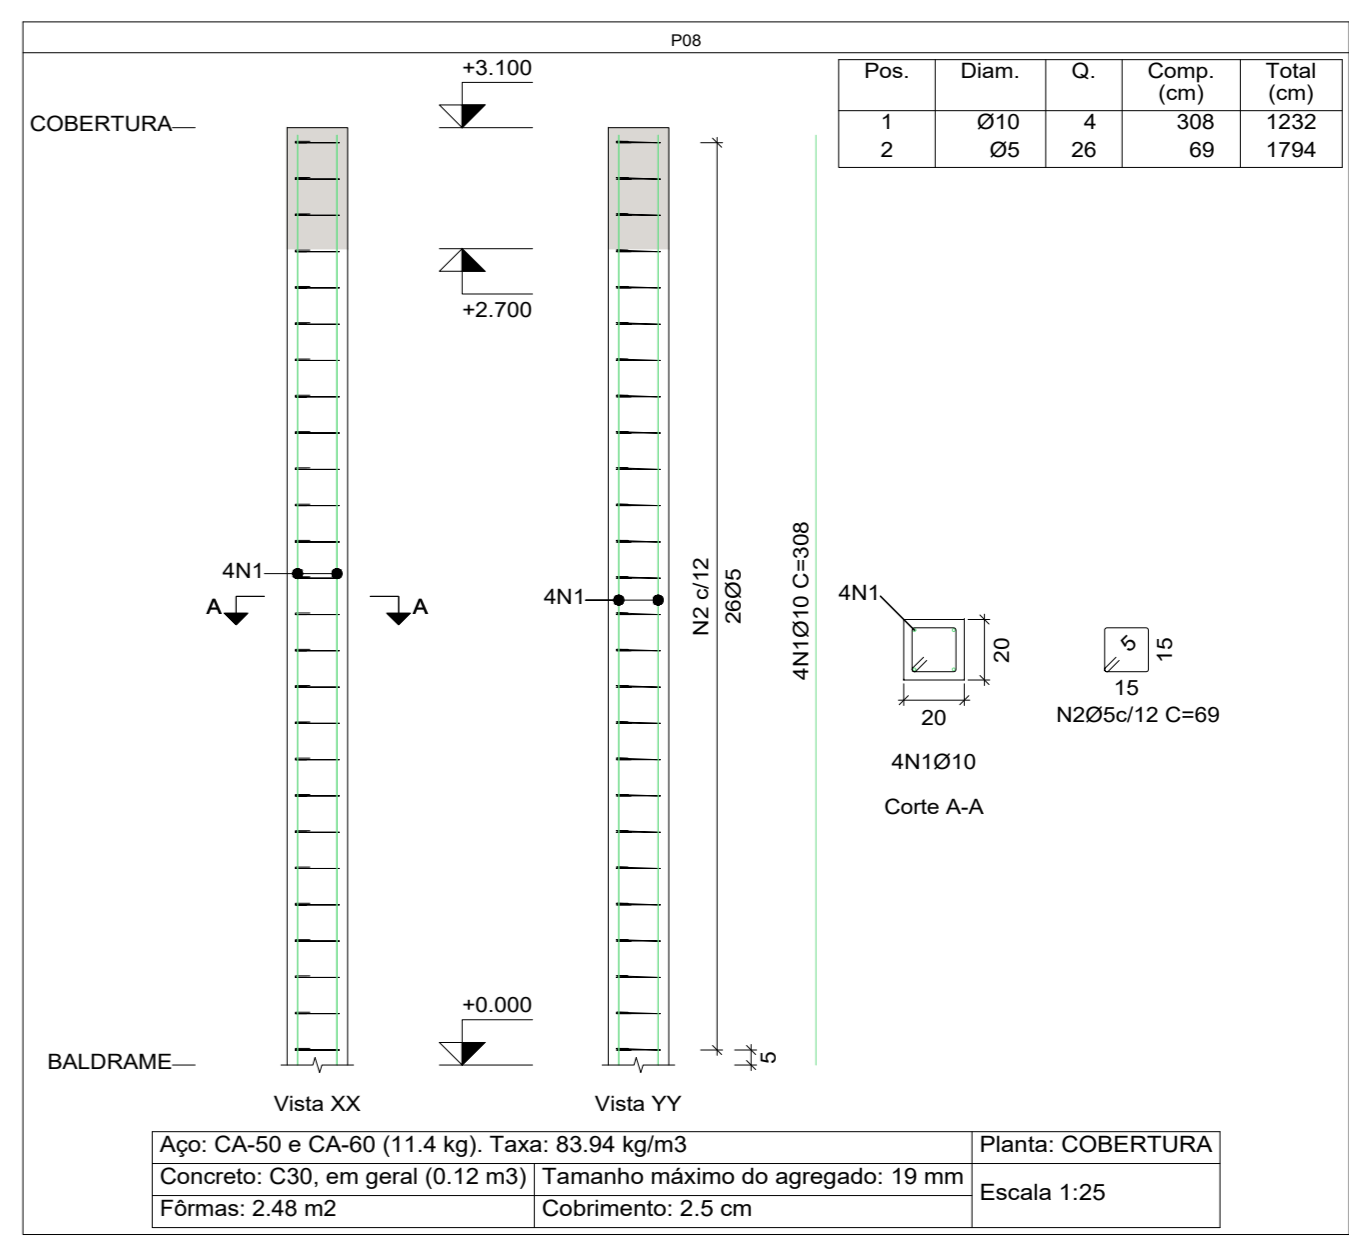 P08
Pos. Diam. Q. Comp. (cm) Total (cm)
1 Ø10 4 308 1232
2 Ø5 26 69 1794
+3.100
COBERTURA
+2.700
4N1
A A
4N1
N2 c/12
26Ø5
4N1Ø10 C=308
4N1
20
20
4N1Ø10
Corte A-A
5
15
15
N2Ø5c/12 C=69
+0.000
BALDRAME
5
Vista XX
Vista YY
Aço: CA-50 e CA-60 (11.4 kg). Taxa: 83.94 kg/m3
Planta: COBERTURA
Concreto: C30, em geral (0.12 m3)
Tamanho máximo do agregado: 19 mm
Escala 1:25
Fôrmas: 2.48 m2
Cobrimento: 2.5 cm